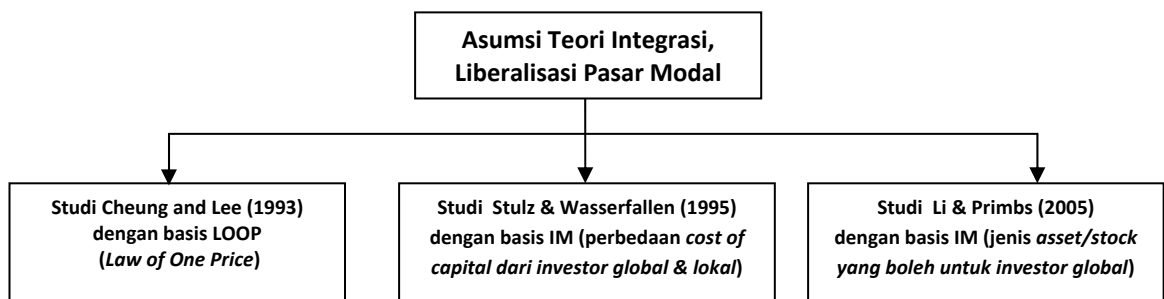 Asumsi Teori Integrasi,
Liberalisasi Pasar Modal
Studi Cheung and Lee (1993)
dengan basis LOOP
(Law of One Price)
Studi Stulz & Wasserfallen (1995)
dengan basis IM (perbedaan cost of
capital dari investor global & lokal)
Studi Li & Primbs (2005)
dengan basis IM (jenis asset/stock
yang boleh untuk investor global)